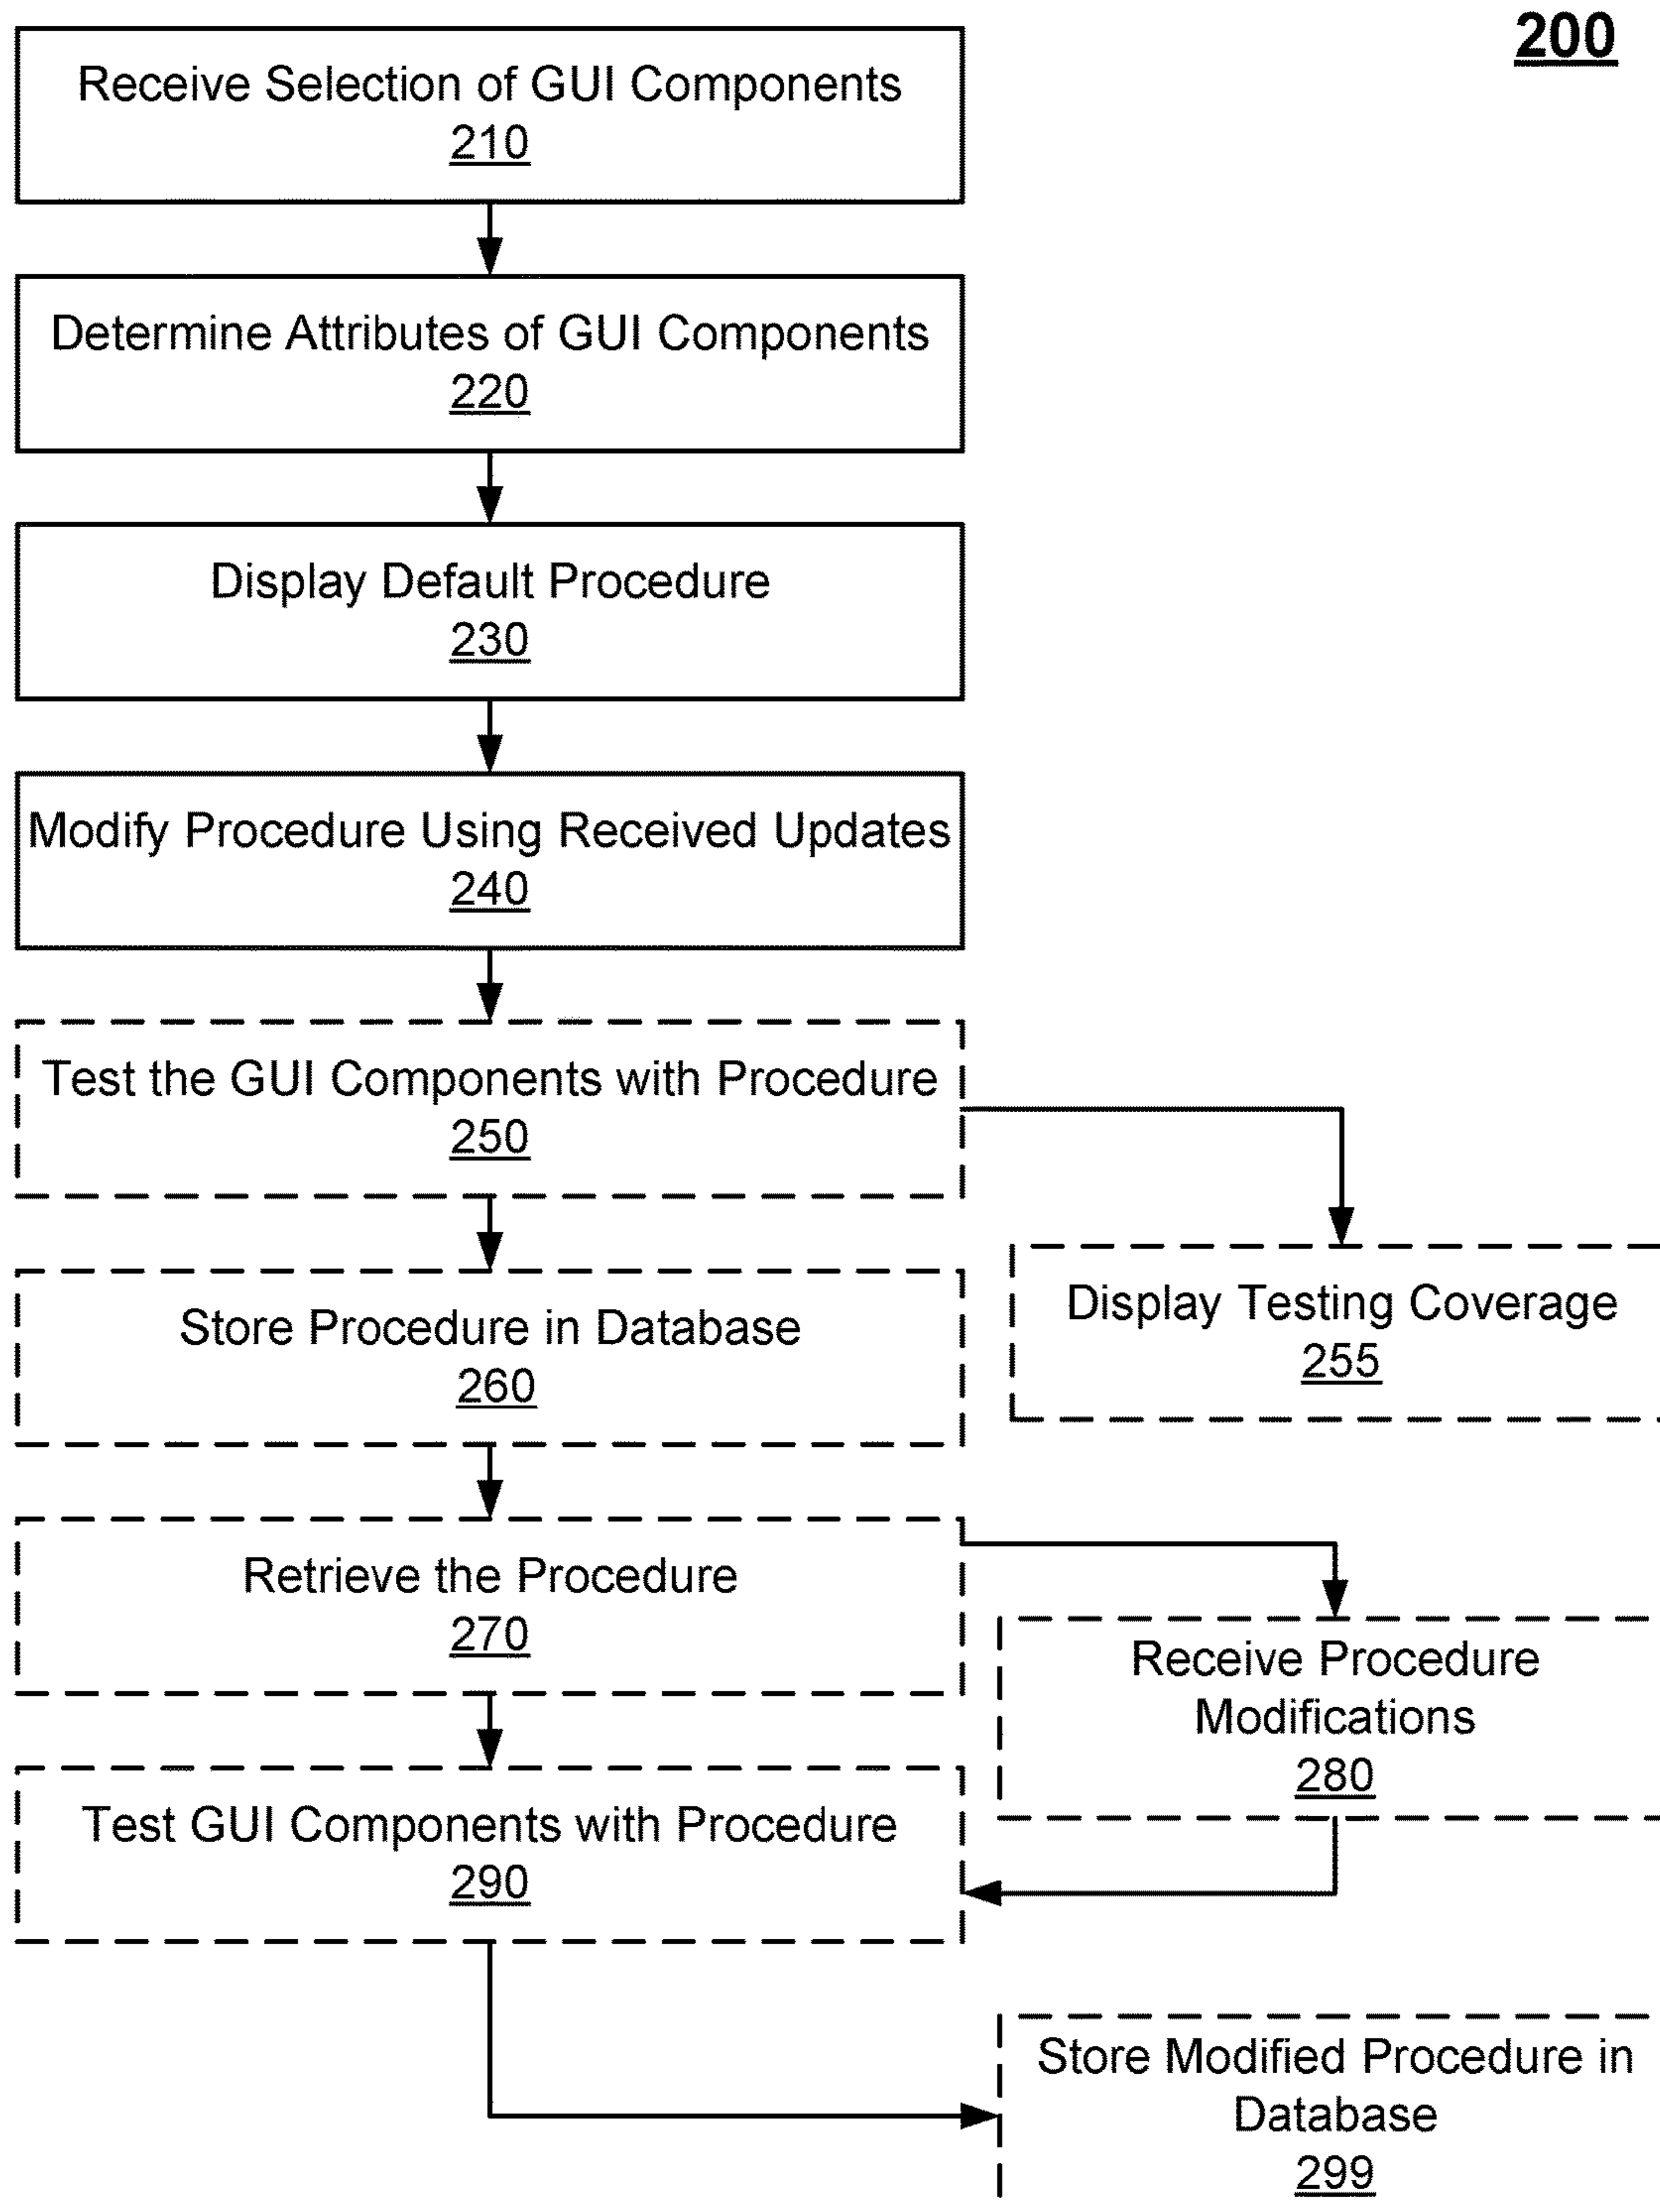 200
Receive Selection of GUI Components
210
Determine Attributes of GUI Components
220
Display Default Procedure
230
Modify Procedure Using Received Updates
240
Test the GUI Components with Procedure
250
Display Testing Coverage
255
Store Procedure in Database
260
Retrieve the Procedure
270
Receive Procedure
Modifications
280
Test GUI Components with Procedure
290
Store Modified Procedure in
Database
299